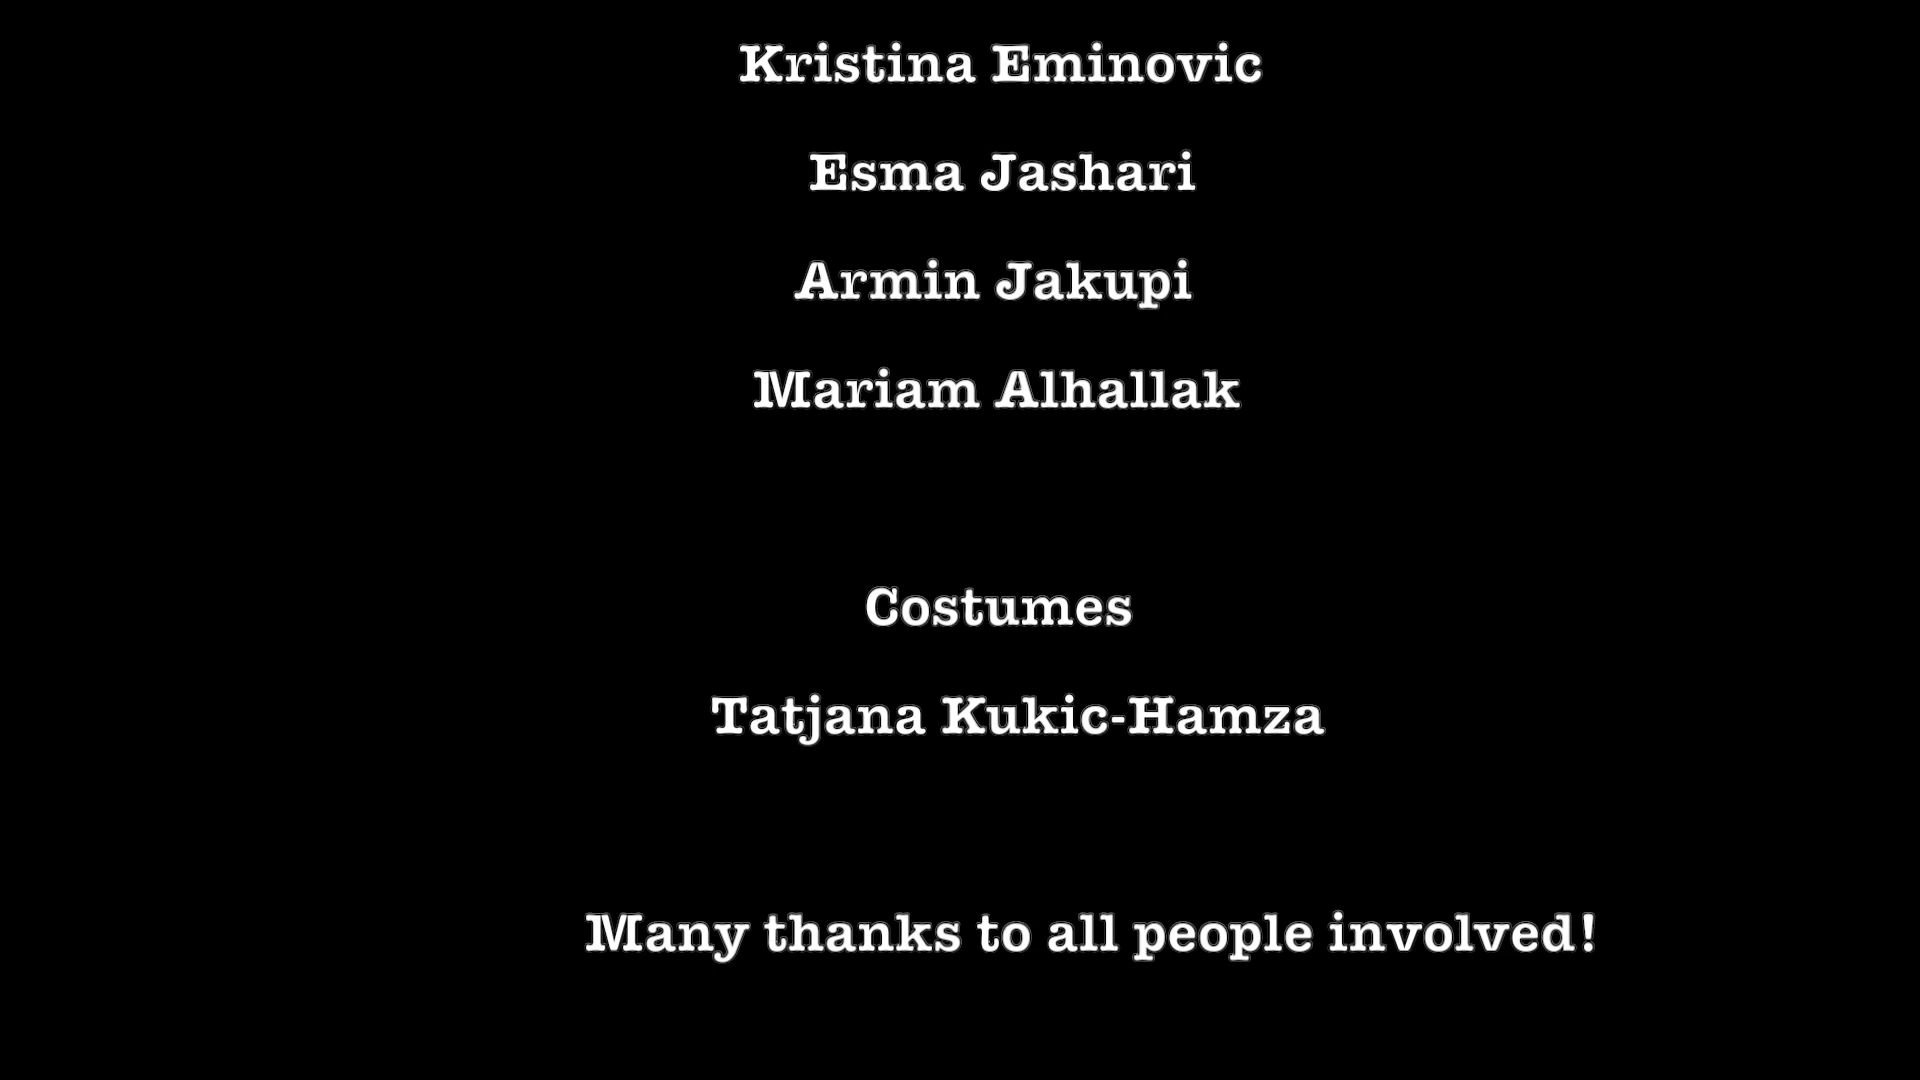 Kristina Eminovic
Esma Jashari
Armin Jakupi
Mariam Alhallak
Costumes
Tatjana Kukic-Hamza
Many thanks to all people involved!